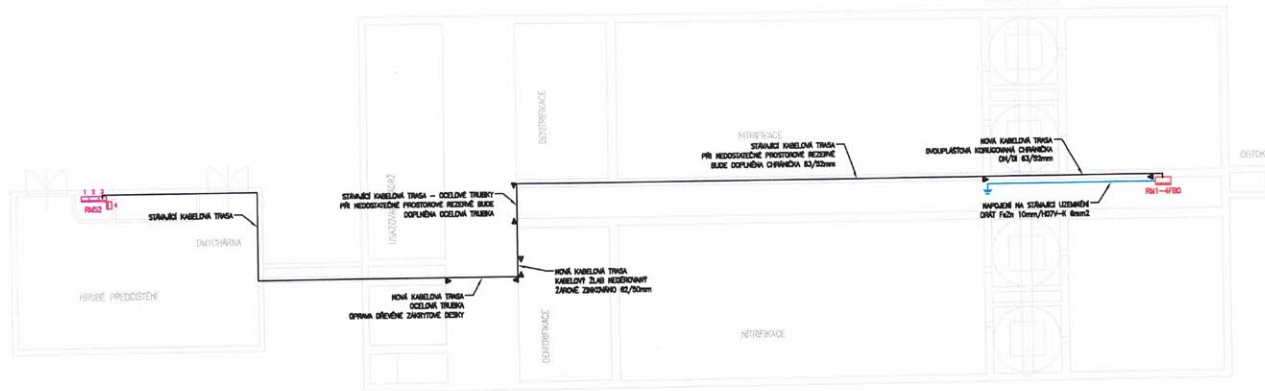 DENITRIFIKACE
NITRIFIKACE
STÁVAJÍCÍ KABELOVÁ TRASA
PŘI NEDOSTATEČNÉ PROSTOROVÉ REZERVĚ
BUDE DOPLNĚNA CHRÁNIČKA 63/52mm
NOVÁ KABELOVÁ TRASA
DVOUPLÁŠŤOVÁ KORUGOVANÁ CHRÁNIČKA
DN/DI 63/52mm
ODTOK
1 2 3
4
RMS2
STÁVAJÍCÍ KABELOVÁ TRASA
STÁVAJÍCÍ KABELOVÁ TRASA – OCELOVÉ TRUBKY
PŘI NEDOSTATEČNÉ PROSTOROVÉ REZERVĚ BUDE
DOPLNĚNA OCELOVÁ TRUBKA
USAZOVACÍ
RM1-4FBO
NAPOJENÍ NA STÁVAJÍCÍ UZEMNĚNÍ
DRÁT FeZn 10mm/H07V-K 6mm2
DMYCHÁRNA
HRUBÉ PŘEDČIŠTĚNÍ
NOVÁ KABELOVÁ TRASA
OCELOVÁ TRUBKA
OPRAVA DŘEVĚNÉ ZÁKRYTOVÉ DESKY
NOVÁ KABELOVÁ TRASA
KABELOVÝ ŽLAB NEDĚROVANÝ
ŽÁROVĚ ZINKOVÁNO 62/50mm
DENITRIFIKACE
NITRIFIKACE